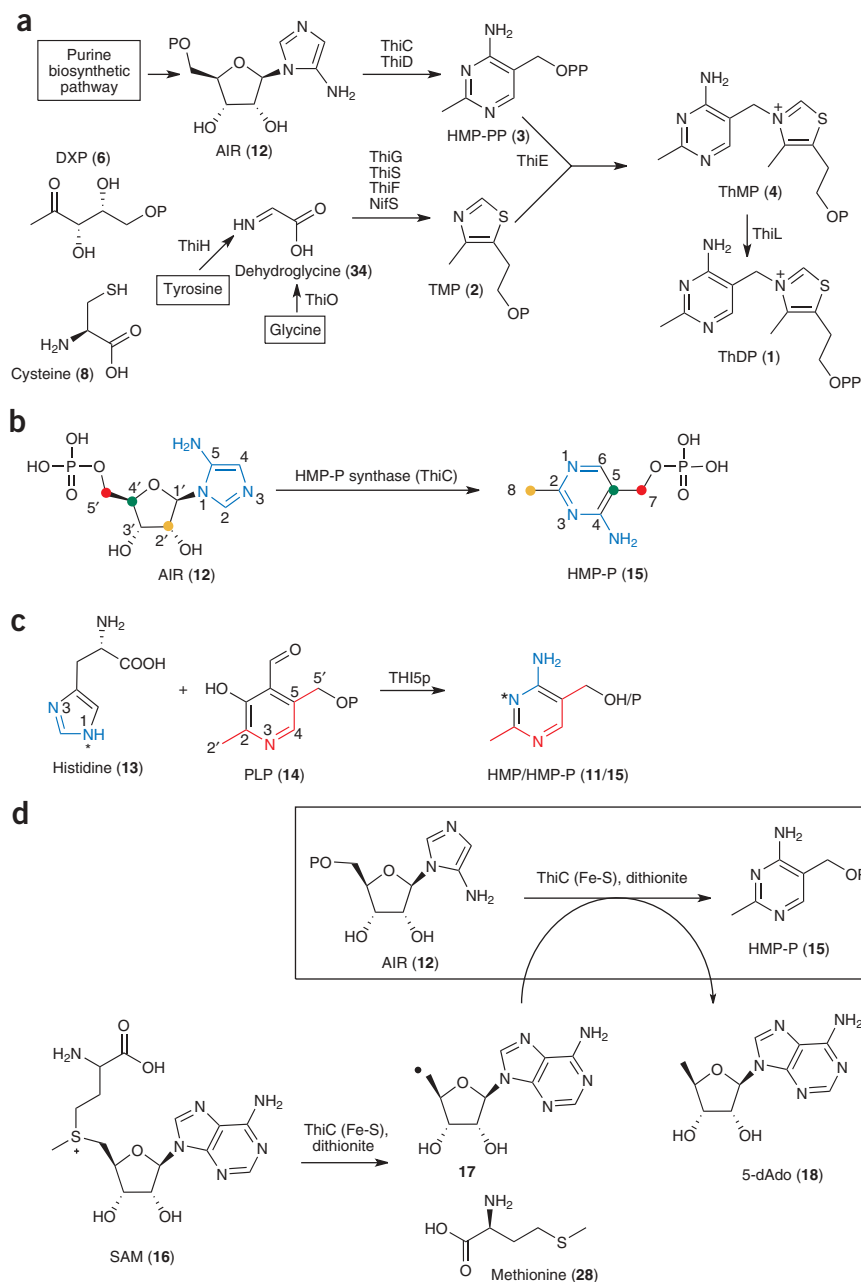 a
Purine
biosynthetic
pathway
PO
O
N
N
NH2
HO OH
AIR (12)
ThiC
ThiD
NH2
N
N
OPP
HMP-PP (3)
ThiE
NH2
N
N
N
+
S
OP
ThMP (4)
ThiL
NH2
N
N
N
+
S
OPP
ThDP (1)
DXP (6)
O
OH
OP
OH
SH
H2N
O
OH
Cysteine (8)
ThiH
Tyrosine
HN
O
OH
Dehydroglycine (34)
ThiO
Glycine
ThiG
ThiS
ThiF
NifS
N
S
OP
TMP (2)
b
OH
HO P O
O
5′
4′
O
1′
3′
2′
HO OH
H2N
5 4
N
1
N 3
2
AIR (12)
HMP-P synthase (ThiC)
8
2
1
N
6
5
N
3
4
NH2
7
O
OH
P OH
O
HMP-P (15)
c
NH2
COOH
3
N
1
NH
*
Histidine (13)
+
O
HO
5′
5
OP
2′
2
3
N
4
PLP (14)
THI5p
NH2
*N
N
OH/P
HMP/HMP-P (11/15)
d
PO
O
N
N
NH2
HO OH
AIR (12)
ThiC (Fe-S), dithionite
NH2
N
N
OP
HMP-P (15)
H2N
O
OH
S
+
O
N
N
N
N
NH2
HO OH
SAM (16)
ThiC (Fe-S),
dithionite
•
O
N
N
N
N
NH2
HO OH
17
NH2
HO
O
S
Methionine (28)
O
N
N
N
N
NH2
HO OH
5-dAdo (18)